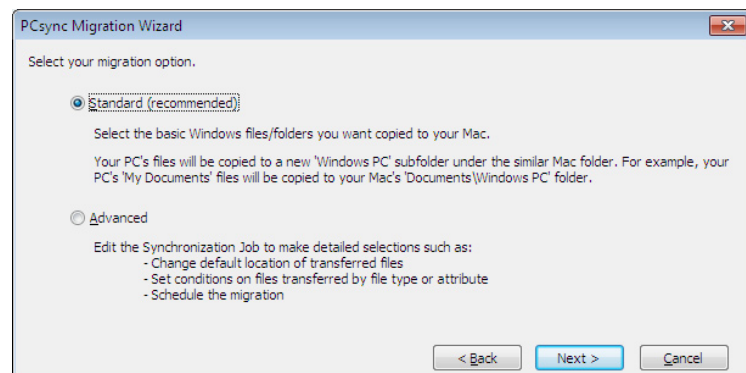 PCsync Migration Wizard
Select your migration option.
Standard (recommended)
Select the basic Windows files/folders you want copied to your Mac.
Your PC's files will be copied to a new 'Windows PC' subfolder under the similar Mac folder. For example, your
PC's 'My Documents' files will be copied to your Mac's 'Documents\Windows PC' folder.
Advanced
Edit the Synchronization Job to make detailed selections such as:
- Change default location of transferred files
- Set conditions on files transferred by file type or attribute
- Schedule the migration
< Back Next > Cancel